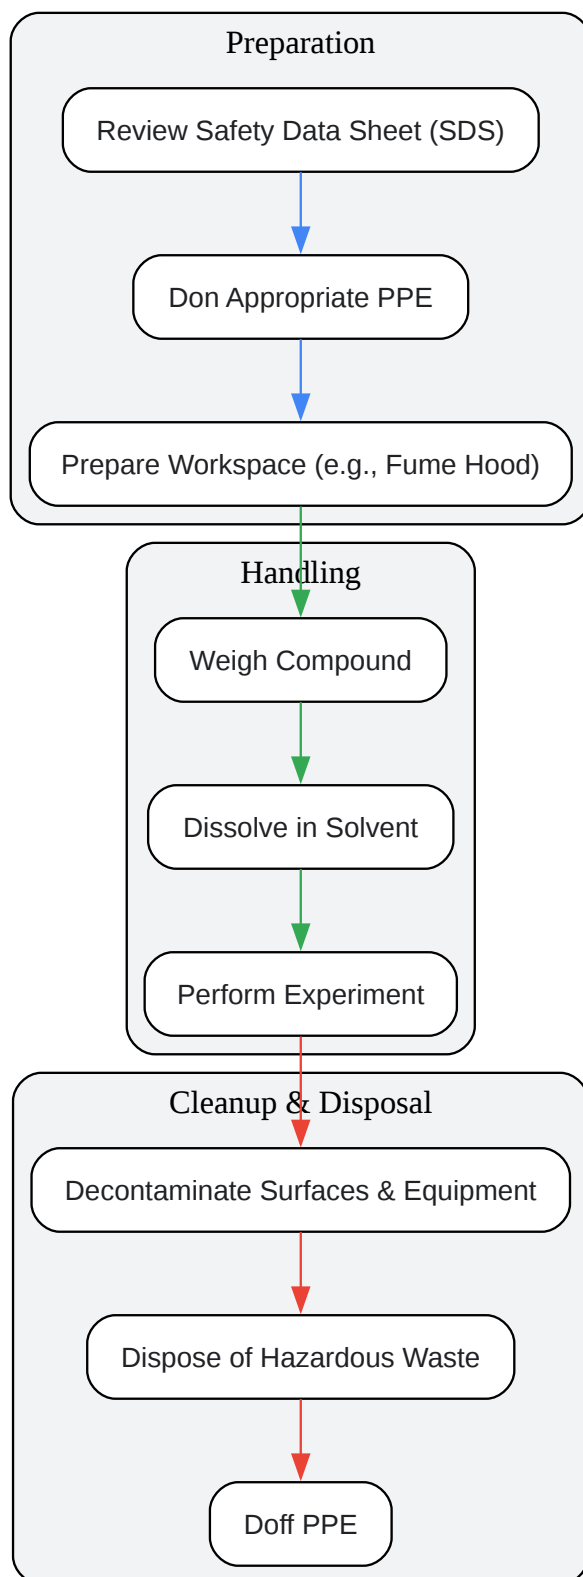 Preparation
Review Safety Data Sheet (SDS)
Don Appropriate PPE
Prepare Workspace (e.g., Fume Hood)
Handling
Weigh Compound
Dissolve in Solvent
Perform Experiment
Cleanup & Disposal
Decontaminate Surfaces & Equipment
Dispose of Hazardous Waste
Doff PPE